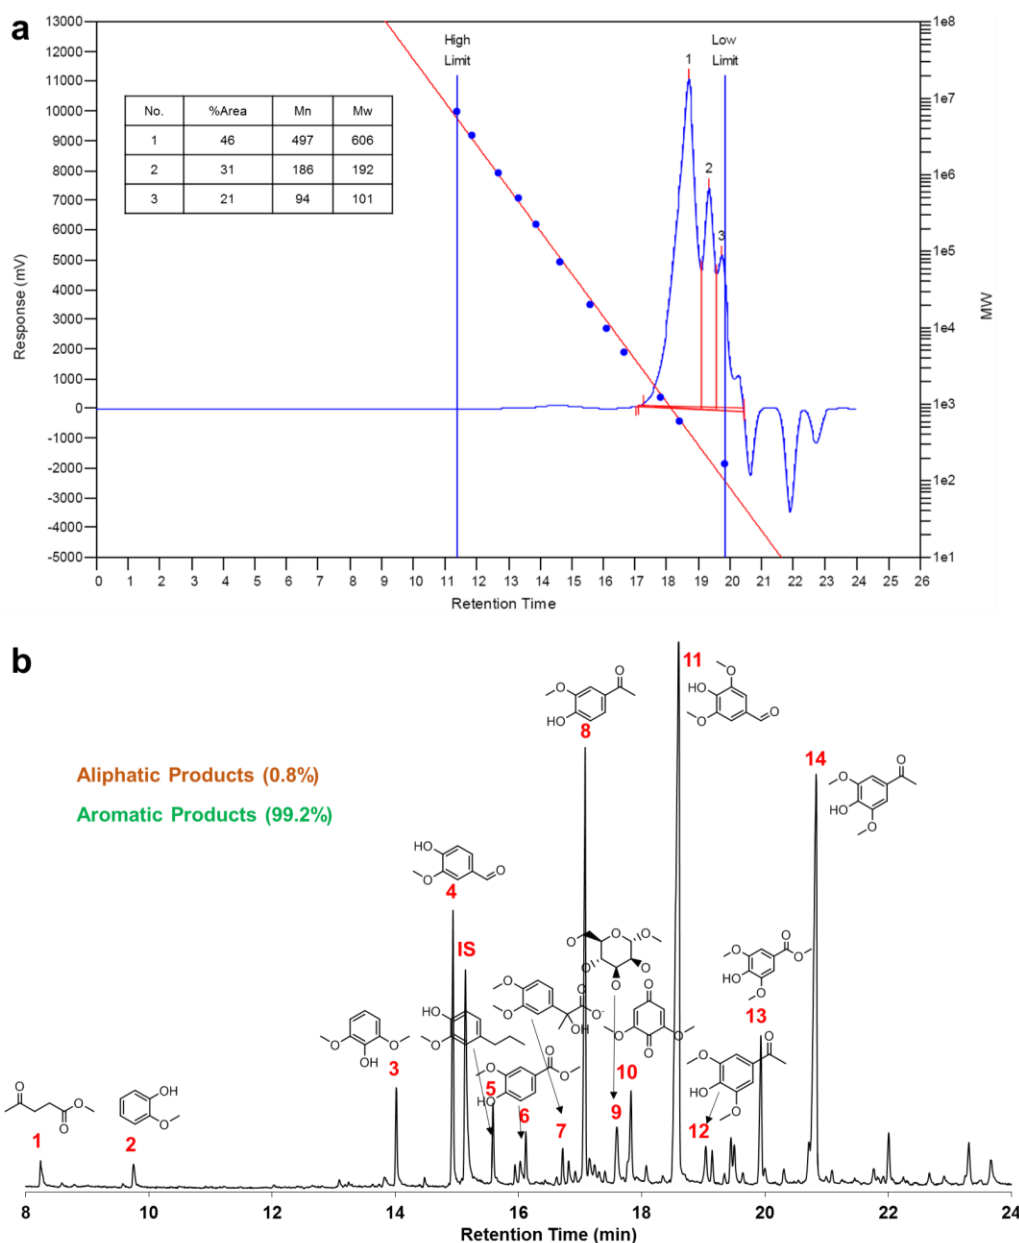 a
High
Limit
Low
Limit
1
2
3
No. %Area Mn Mw
1 46 497 606
2 31 186 192
3 21 94 101
13000
12000
11000
10000
9000
8000
7000
6000
5000
4000
3000
2000
1000
0
-1000
-2000
-3000
-4000
-5000
Response (mV)
1e8
1e7
1e6
1e5
1e4
1e3
1e2
1e1
MW
0 1 2 3 4 5 6 7 8 9 10 11 12 13 14 15 16 17 18 19 20 21 22 23 24 25 26
Retention Time
b
Aliphatic Products (0.8%)
Aromatic Products (99.2%)
1
2
3
4
IS
5
6
7
8
9
10
11
12
13
14
8 10 12 14 16 18 20 22 24
Retention Time (min)